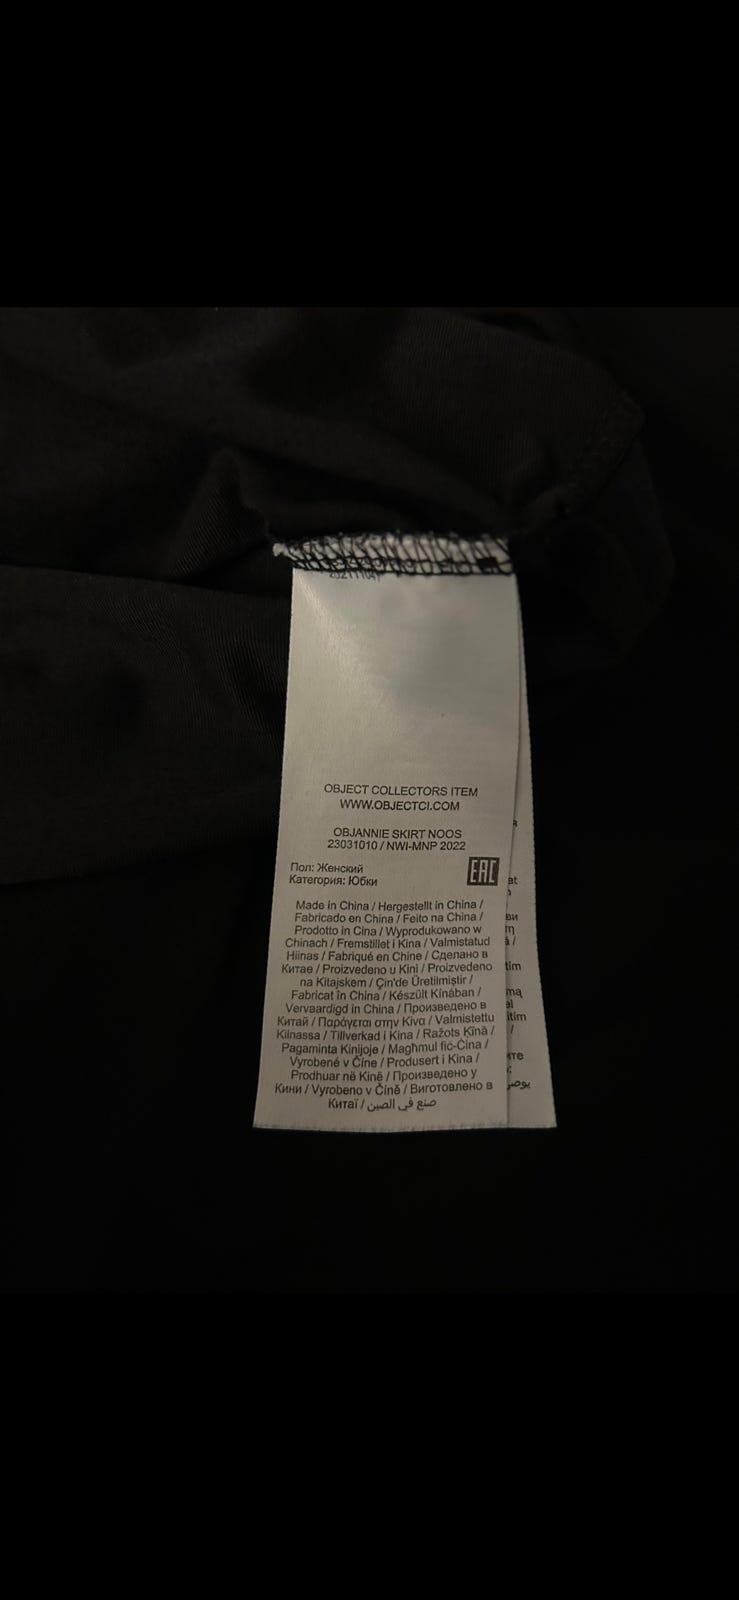 OBJECT COLLECTORS ITEM
WWW.OBJECTCI.COM
OBJANNIE SKIRT NOOS
23031010 / NWI-MNP 2022
Пол: Женский
Категория: Юбки
EAC
Made in China / Hergestellt in China /
Fabricado en China / Feito na China /
Prodotto in Cina / Wyprodukowano w
Chinach / Fremstillet i Kina / Valmistatud
Hiinas / Fabriqué en Chine / Сделано в
Китае / Proizvedeno u Kini / Proizvedeno
na Kitajskem / Çin'de Üretilmiştir /
Fabricat în China / Készült Kínában /
Vervaardigd in China / Произведено в
Китай / Παράγεται στην Κίνα / Valmistettu
Kiinassa / Tillverkad i Kina / Ražots Ķīnā /
Pagaminta Kinijoje / Magħmul fiċ-Ċina /
Vyrobené v Číne / Produsert i Kina /
Prodhuar në Kinë / Произведено у
Кини / Vyrobeno v Číně / Виготовлено в
Китаї / صنع في الصين